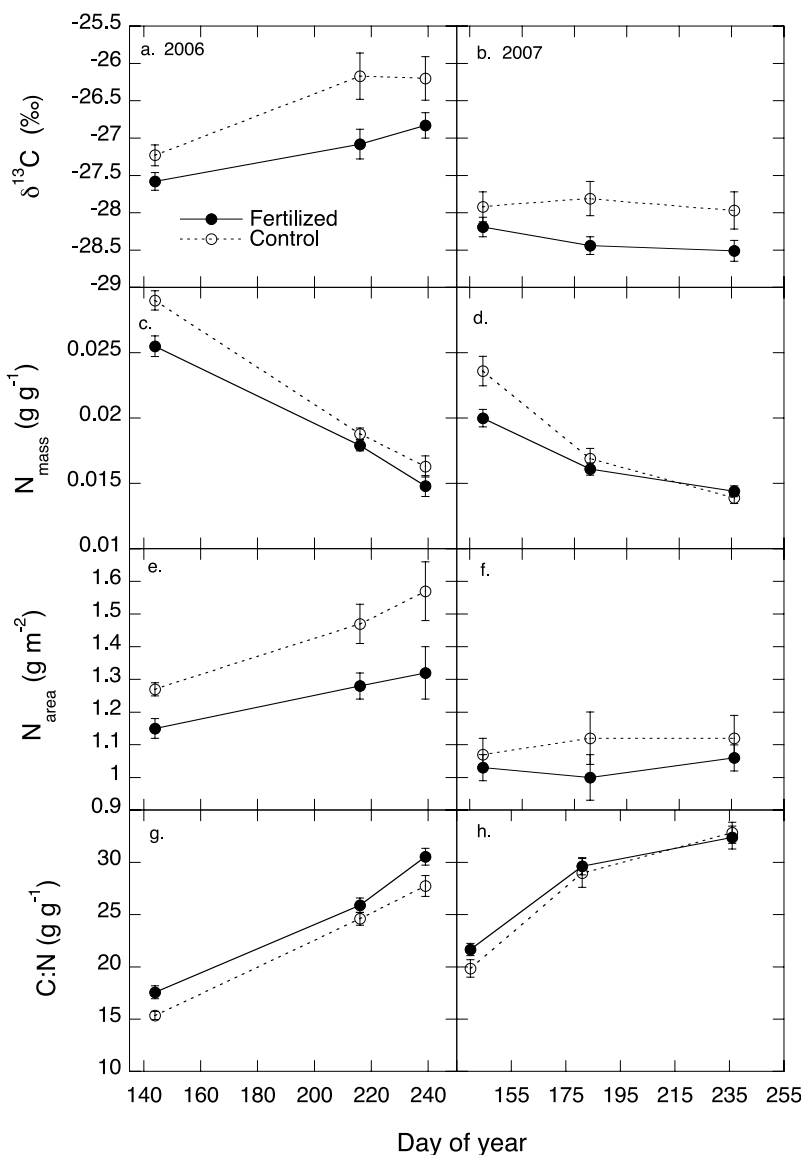 a. 2006
b. 2007
δ¹³C (‰)
-25.5
-26
-26.5
-27
-27.5
-28
-28.5
-29
Fertilized
Control
c.
d.
N_mass (g g⁻¹)
0.025
0.02
0.015
0.01
e.
f.
N_area (g m⁻²)
1.6
1.5
1.4
1.3
1.2
1.1
1
0.9
g.
h.
C:N (g g⁻¹)
30
25
20
15
10
140 160 180 200 220 240 155 175 195 215 235 255
Day of year